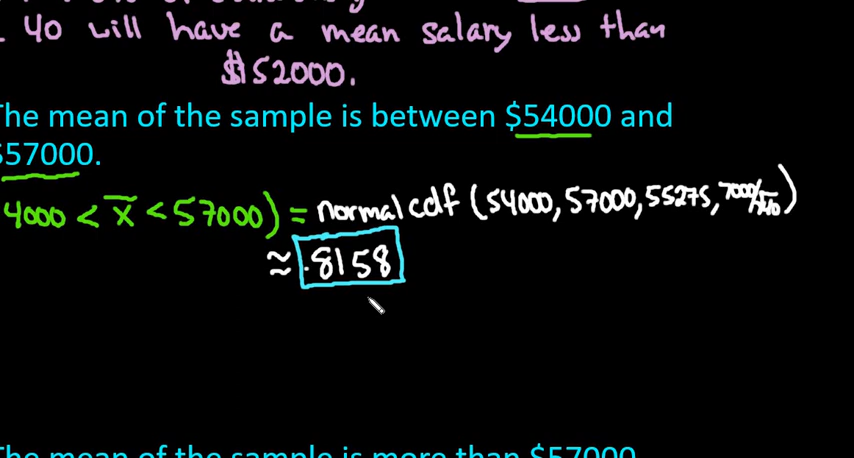 40 will have a mean salary less than
$52000.
The mean of the sample is between $54000 and
$57000.
4000 < x̄ < 57000) = normalcdf (54000, 57000, 55275, 7000/√40)
≈ .8158
The mean of the sample is more than $57000